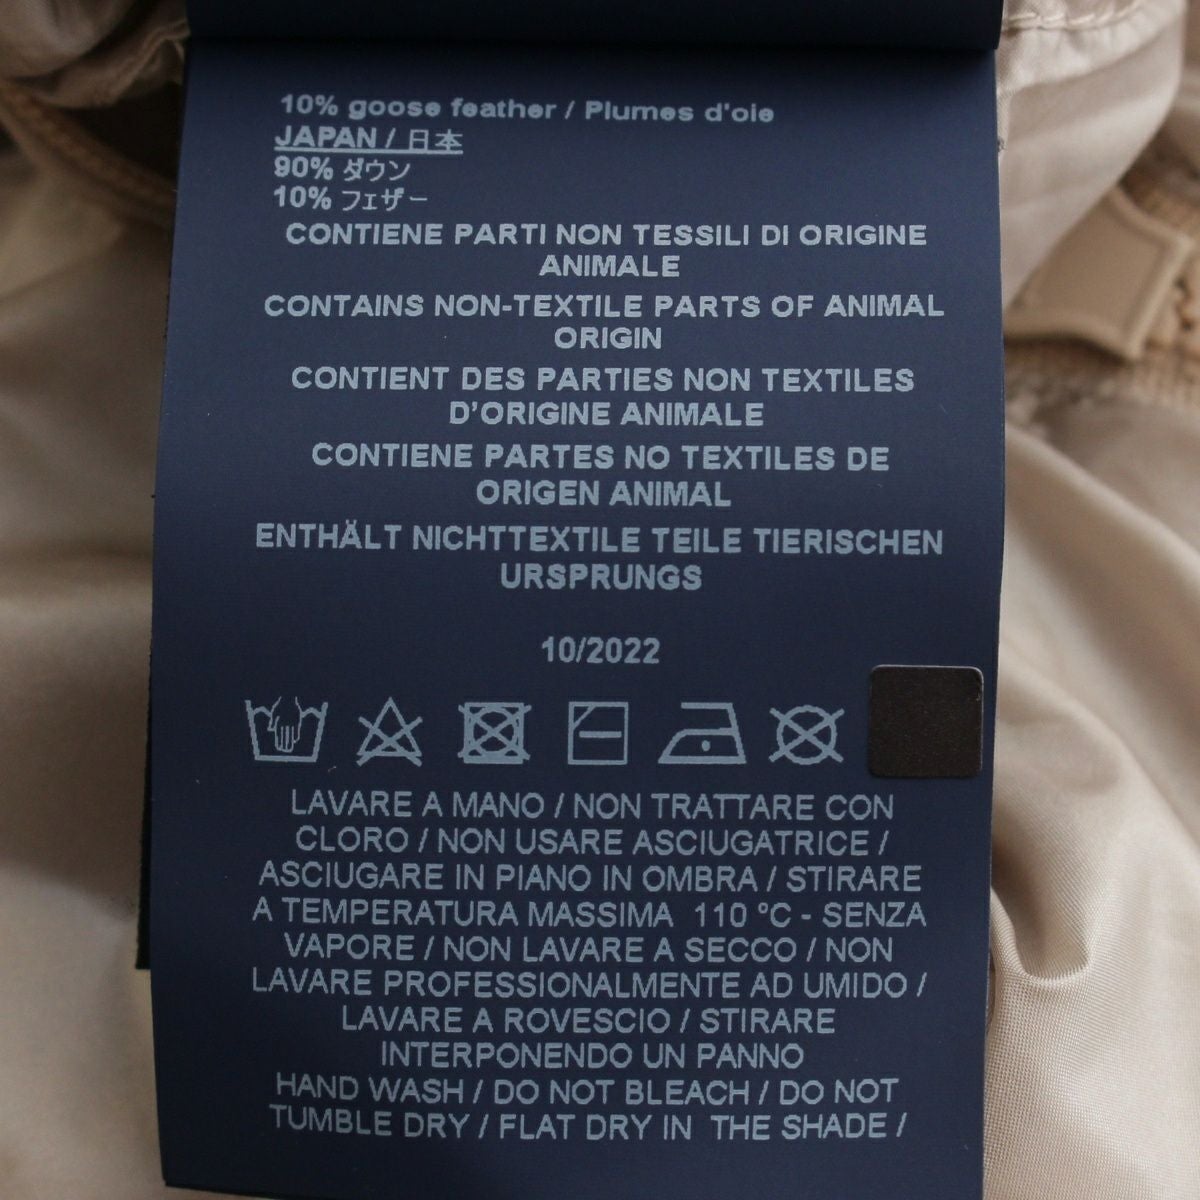 10% goose feather / Plumes d'oie
JAPAN / 日本
90% ダウン
10% フェザー
CONTIENE PARTI NON TESSILI DI ORIGINE
ANIMALE
CONTAINS NON-TEXTILE PARTS OF ANIMAL
ORIGIN
CONTIENT DES PARTIES NON TEXTILES
D'ORIGINE ANIMALE
CONTIENE PARTES NO TEXTILES DE
ORIGEN ANIMAL
ENTHÄLT NICHTTEXTILE TEILE TIERISCHEN
URSPRUNGS
10/2022
LAVARE A MANO / NON TRATTARE CON
CLORO / NON USARE ASCIUGATRICE /
ASCIUGARE IN PIANO IN OMBRA / STIRARE
A TEMPERATURA MASSIMA 110 ºC - SENZA
VAPORE / NON LAVARE A SECCO / NON
LAVARE PROFESSIONALMENTE AD UMIDO /
LAVARE A ROVESCIO / STIRARE
INTERPONENDO UN PANNO
HAND WASH / DO NOT BLEACH / DO NOT
TUMBLE DRY / FLAT DRY IN THE SHADE /